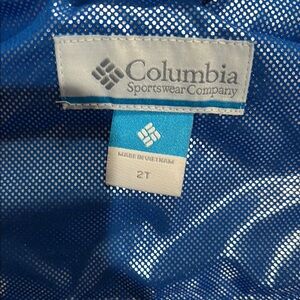 Columbia
Sportswear Company
MADE IN VIETNAM
2T